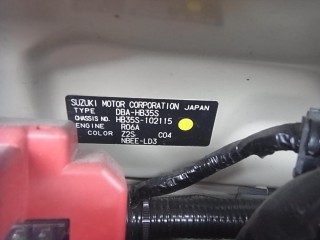 SUZUKI MOTOR CORPORATION JAPAN
TYPE DBA-HB35S
CHASSIS NO. HB35S-102115
ENGINE R06A
COLOR Z2S C04
NBEE-LD3